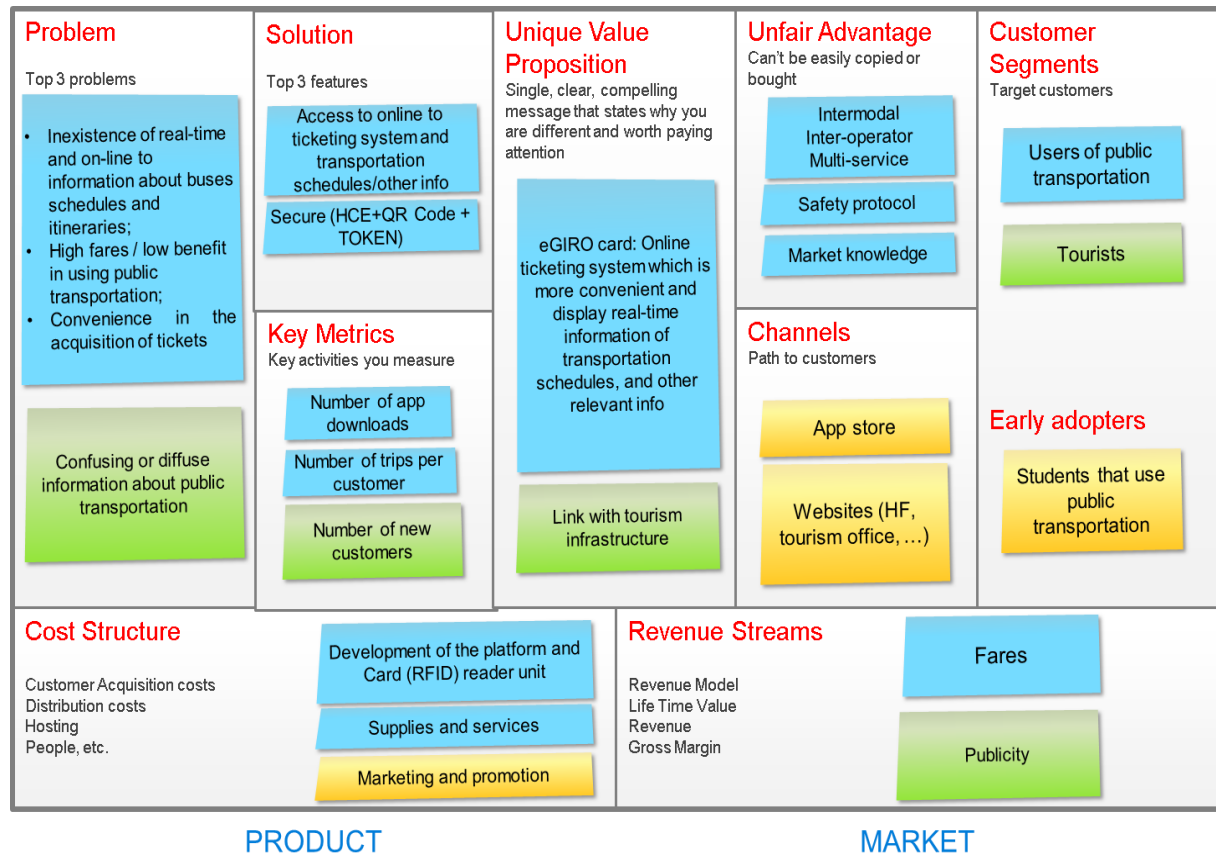 Problem
Top 3 problems
• Inexistence of real-time
and on-line to
information about buses
schedules and
itineraries;
• High fares / low benefit
in using public
transportation;
• Convenience in the
acquisition of tickets
Confusing or diffuse
information about public
transportation
Solution
Top 3 features
Access to online to
ticketing system and
transportation
schedules/other info
Secure (HCE+QR Code +
TOKEN)
Key Metrics
Key activities you measure
Number of app
downloads
Number of trips per
customer
Number of new
customers
Unique Value
Proposition
Single, clear, compelling
message that states why you
are different and worth paying
attention
eGIRO card: Online
ticketing system which is
more convenient and
display real-time
information of
transportation
schedules, and other
relevant info
Link with tourism
infrastructure
Unfair Advantage
Can't be easily copied or
bought
Intermodal
Inter-operator
Multi-service
Safety protocol
Market knowledge
Channels
Path to customers
App store
Websites (HF,
tourism office, …)
Customer
Segments
Target customers
Users of public
transportation
Tourists
Early adopters
Students that use
public
transportation
Cost Structure
Customer Acquisition costs
Distribution costs
Hosting
People, etc.
Development of the platform and
Card (RFID) reader unit
Supplies and services
Marketing and promotion
Revenue Streams
Revenue Model
Life Time Value
Revenue
Gross Margin
Fares
Publicity
PRODUCT
MARKET